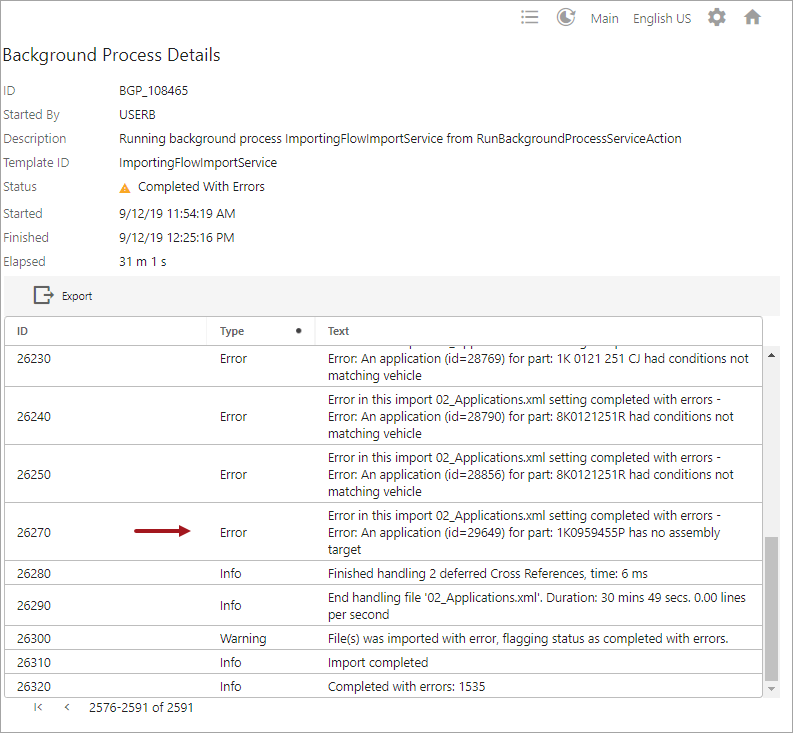 Main English US
Background Process Details
ID BGP_108465
Started By USERB
Description Running background process ImportingFlowImportService from RunBackgroundProcessServiceAction
Template ID ImportingFlowImportService
Status Completed With Errors
Started 9/12/19 11:54:19 AM
Finished 9/12/19 12:25:16 PM
Elapsed 31 m 1 s
Export
ID Type Text
26230 Error Error: An application (id=28769) for part: 1K 0121 251 CJ had conditions not
matching vehicle
Error in this import 02_Applications.xml setting completed with errors -
26240 Error Error: An application (id=28790) for part: 8K0121251R had conditions not
matching vehicle
Error in this import 02_Applications.xml setting completed with errors -
26250 Error Error: An application (id=28856) for part: 8K0121251R had conditions not
matching vehicle
Error in this import 02_Applications.xml setting completed with errors -
26270 Error Error: An application (id=29649) for part: 1K0959455P has no assembly
target
26280 Info Finished handling 2 deferred Cross References, time: 6 ms
26290 Info End handling file '02_Applications.xml'. Duration: 30 mins 49 secs. 0.00 lines
per second
26300 Warning File(s) was imported with error, flagging status as completed with errors.
26310 Info Import completed
26320 Info Completed with errors: 1535
2576-2591 of 2591